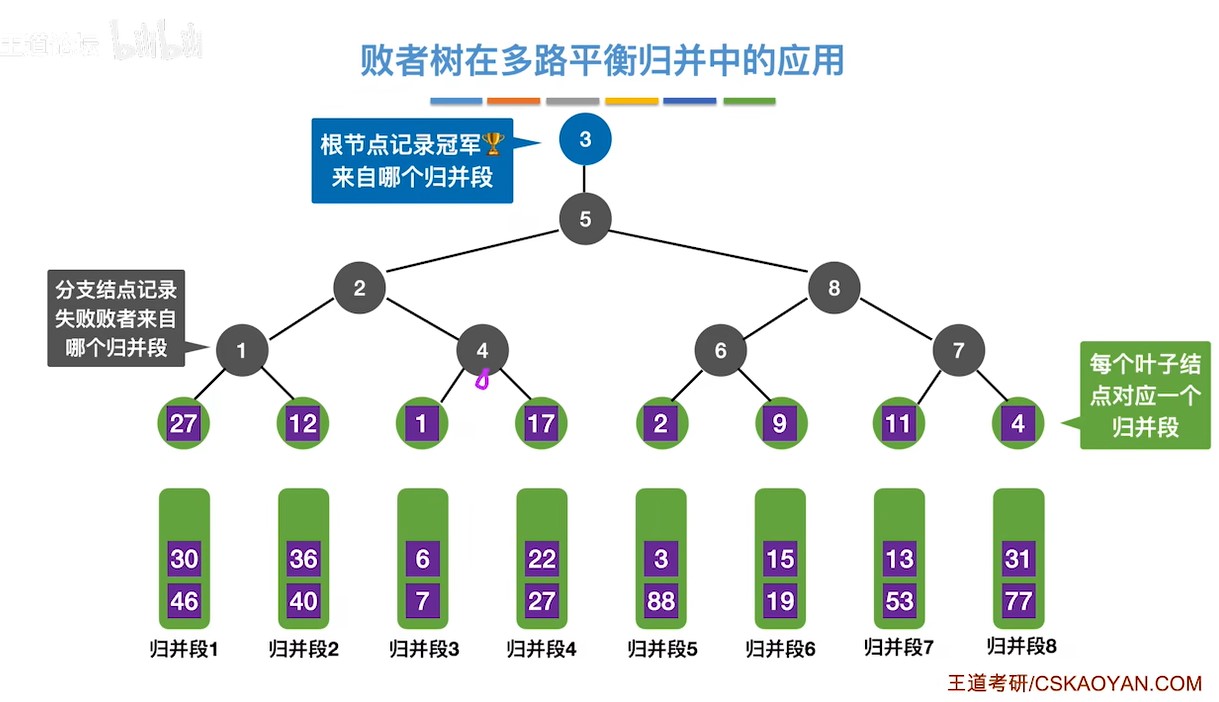 王道论坛 bilibili
败者树在多路平衡归并中的应用
根节点记录冠军🏆
来自哪个归并段
3
5
分支结点记录
失败败者来自
哪个归并段
2
8
1
4
6
7
每个叶子结
点对应一个
归并段
27 12 1 17 2 9 11 4
30 36 6 22 3 15 13 31
46 40 7 27 88 19 53 77
归并段1 归并段2 归并段3 归并段4 归并段5 归并段6 归并段7 归并段8
王道考研/CSKAOYAN.COM